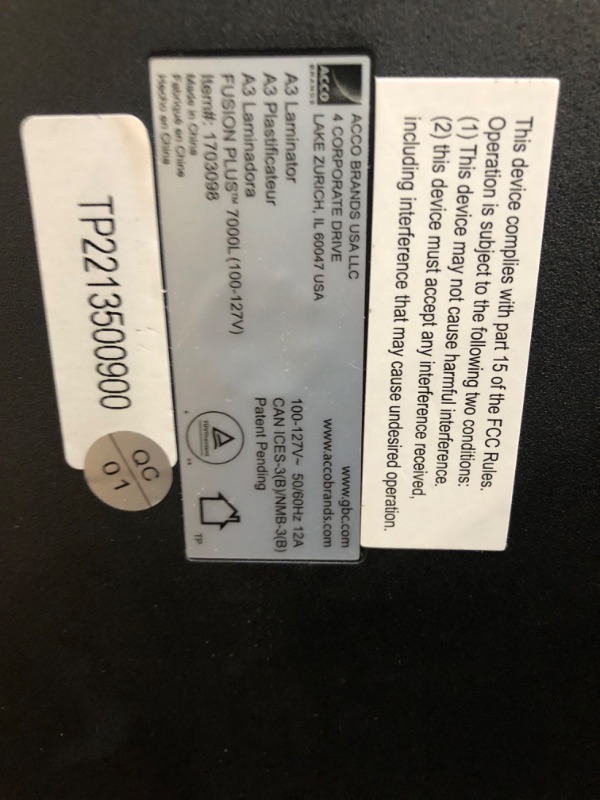 This device complies with part 15 of the FCC Rules.
Operation is subject to the following two conditions:
(1) This device may not cause harmful interference.
(2) this device must accept any interference received,
including interference that may cause undesired operation.
ACCO
BRANDS
ACCO BRANDS USA LLC
4 CORPORATE DRIVE
LAKE ZURICH, IL 60047 USA
www.gbc.com
www.accobrands.com
A3 Laminator
A3 Plastificateur
A3 Laminadora
FUSION PLUS™ 7000L (100-127V)
Item#: 1703098
Made in China
Fabriqué en Chine
Hecho en China
100-127V~ 50/60Hz 12A
CAN ICES-3(B)/NMB-3(B)
Patent Pending
TP
TP2213500900
QC
01